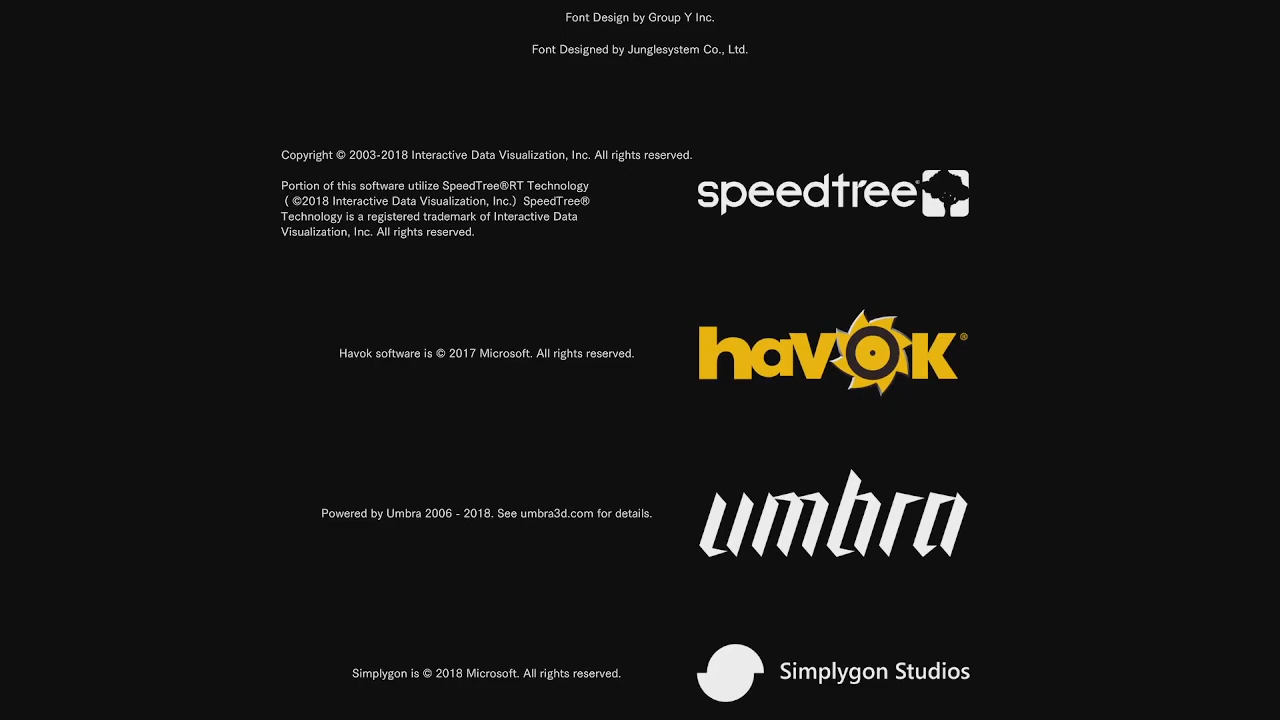 Font Design by Group Y Inc.
Font Designed by Junglesystem Co., Ltd.
Copyright © 2003-2018 Interactive Data Visualization, Inc. All rights reserved.
Portion of this software utilize SpeedTree®RT Technology
( ©2018 Interactive Data Visualization, Inc.) SpeedTree®
Technology is a registered trademark of Interactive Data
Visualization, Inc. All rights reserved.
speedtree®
Havok software is © 2017 Microsoft. All rights reserved.
havok®
Powered by Umbra 2006 - 2018. See umbra3d.com for details.
umbra
Simplygon is © 2018 Microsoft. All rights reserved.
Simplygon Studios